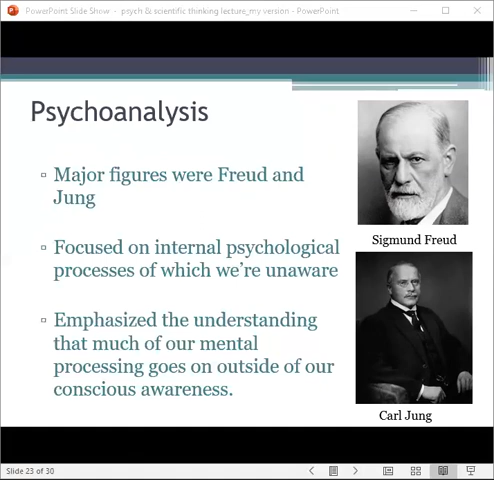 PowerPoint Slide Show - psych & scientific thinking lecture_my version - PowerPoint
Psychoanalysis
Major figures were Freud and
Jung
Focused on internal psychological
processes of which we're unaware
Emphasized the understanding
that much of our mental
processing goes on outside of our
conscious awareness.
Sigmund Freud
Carl Jung
Slide 23 of 30